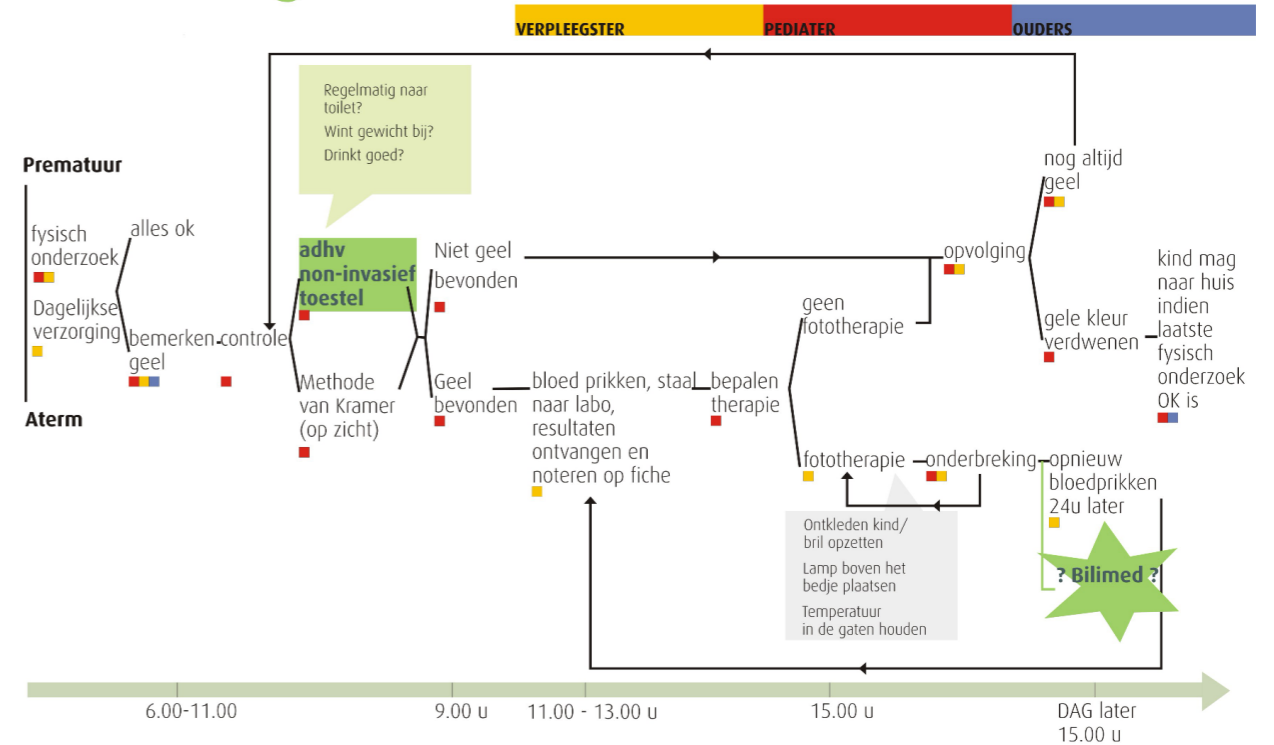 VERPLEEGSTER
PEDIATER
OUDERS
Regelmatig naar
toilet?
Wint gewicht bij?
Drinkt goed?
Prematuur
fysisch
onderzoek
Dagelijkse
verzorging
Aterm
alles ok
bemerken
geel
controle
adhv
non-invasief
toestel
Methode
van Kramer
(op zicht)
Niet geel
bevonden
Geel
bevonden
bloed prikken, staal
naar labo,
resultaten
ontvangen en
noteren op fiche
bepalen
therapie
geen
fototherapie
fototherapie
onderbreking
Ontkleden kind/
bril opzetten
Lamp boven het
bedje plaatsen
Temperatuur
in de gaten houden
opvolging
nog altijd
geel
gele kleur
verdwenen
kind mag
naar huis
indien
laatste
fysisch
onderzoek
OK is
opnieuw
bloedprikken
24u later
? Bilimed ?
6.00-11.00
9.00 u
11.00 - 13.00 u
15.00 u
DAG later
15.00 u